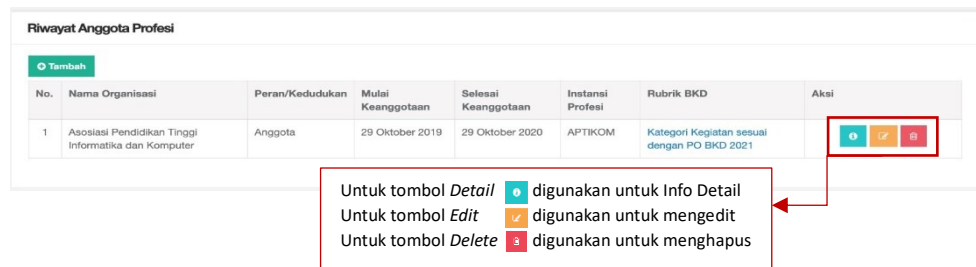 Riwayat Anggota Profesi
Tambah
No. Nama Organisasi Peran/Kedudukan Mulai Keanggotaan Selesai Keanggotaan Instansi Profesi Rubrik BKD Aksi
1 Asosiasi Pendidikan Tinggi Informatika dan Komputer Anggota 29 Oktober 2019 29 Oktober 2020 APTIKOM Kategori Kegiatan sesuai dengan PO BKD 2021
Untuk tombol Detail digunakan untuk Info Detail
Untuk tombol Edit digunakan untuk mengedit
Untuk tombol Delete digunakan untuk menghapus